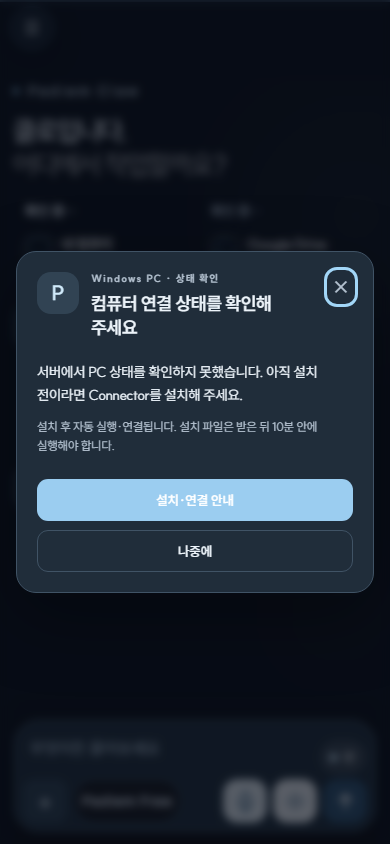 Windows PC · 상태 확인
P
컴퓨터 연결 상태를 확인해
주세요
서버에서 PC 상태를 확인하지 못했습니다. 아직 설치
전이라면 Connector를 설치해 주세요.
설치 후 자동 실행·연결됩니다. 설치 파일은 받은 뒤 10분 안에
실행해야 합니다.
설치·연결 안내
나중에